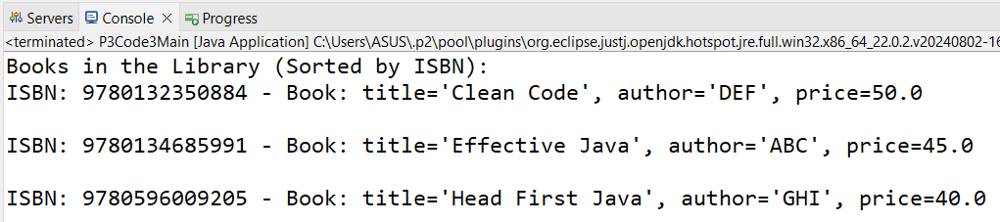 Servers Console Progress
<terminated> P3Code3Main [Java Application] C:\Users\ASUS\.p2\pool\plugins\org.eclipse.justj.openjdk.hotspot.jre.full.win32.x86_64_22.0.2.v20240802-16
Books in the Library (Sorted by ISBN):
ISBN: 9780132350884 - Book: title='Clean Code', author='DEF', price=50.0
ISBN: 9780134685991 - Book: title='Effective Java', author='ABC', price=45.0
ISBN: 9780596009205 - Book: title='Head First Java', author='GHI', price=40.0